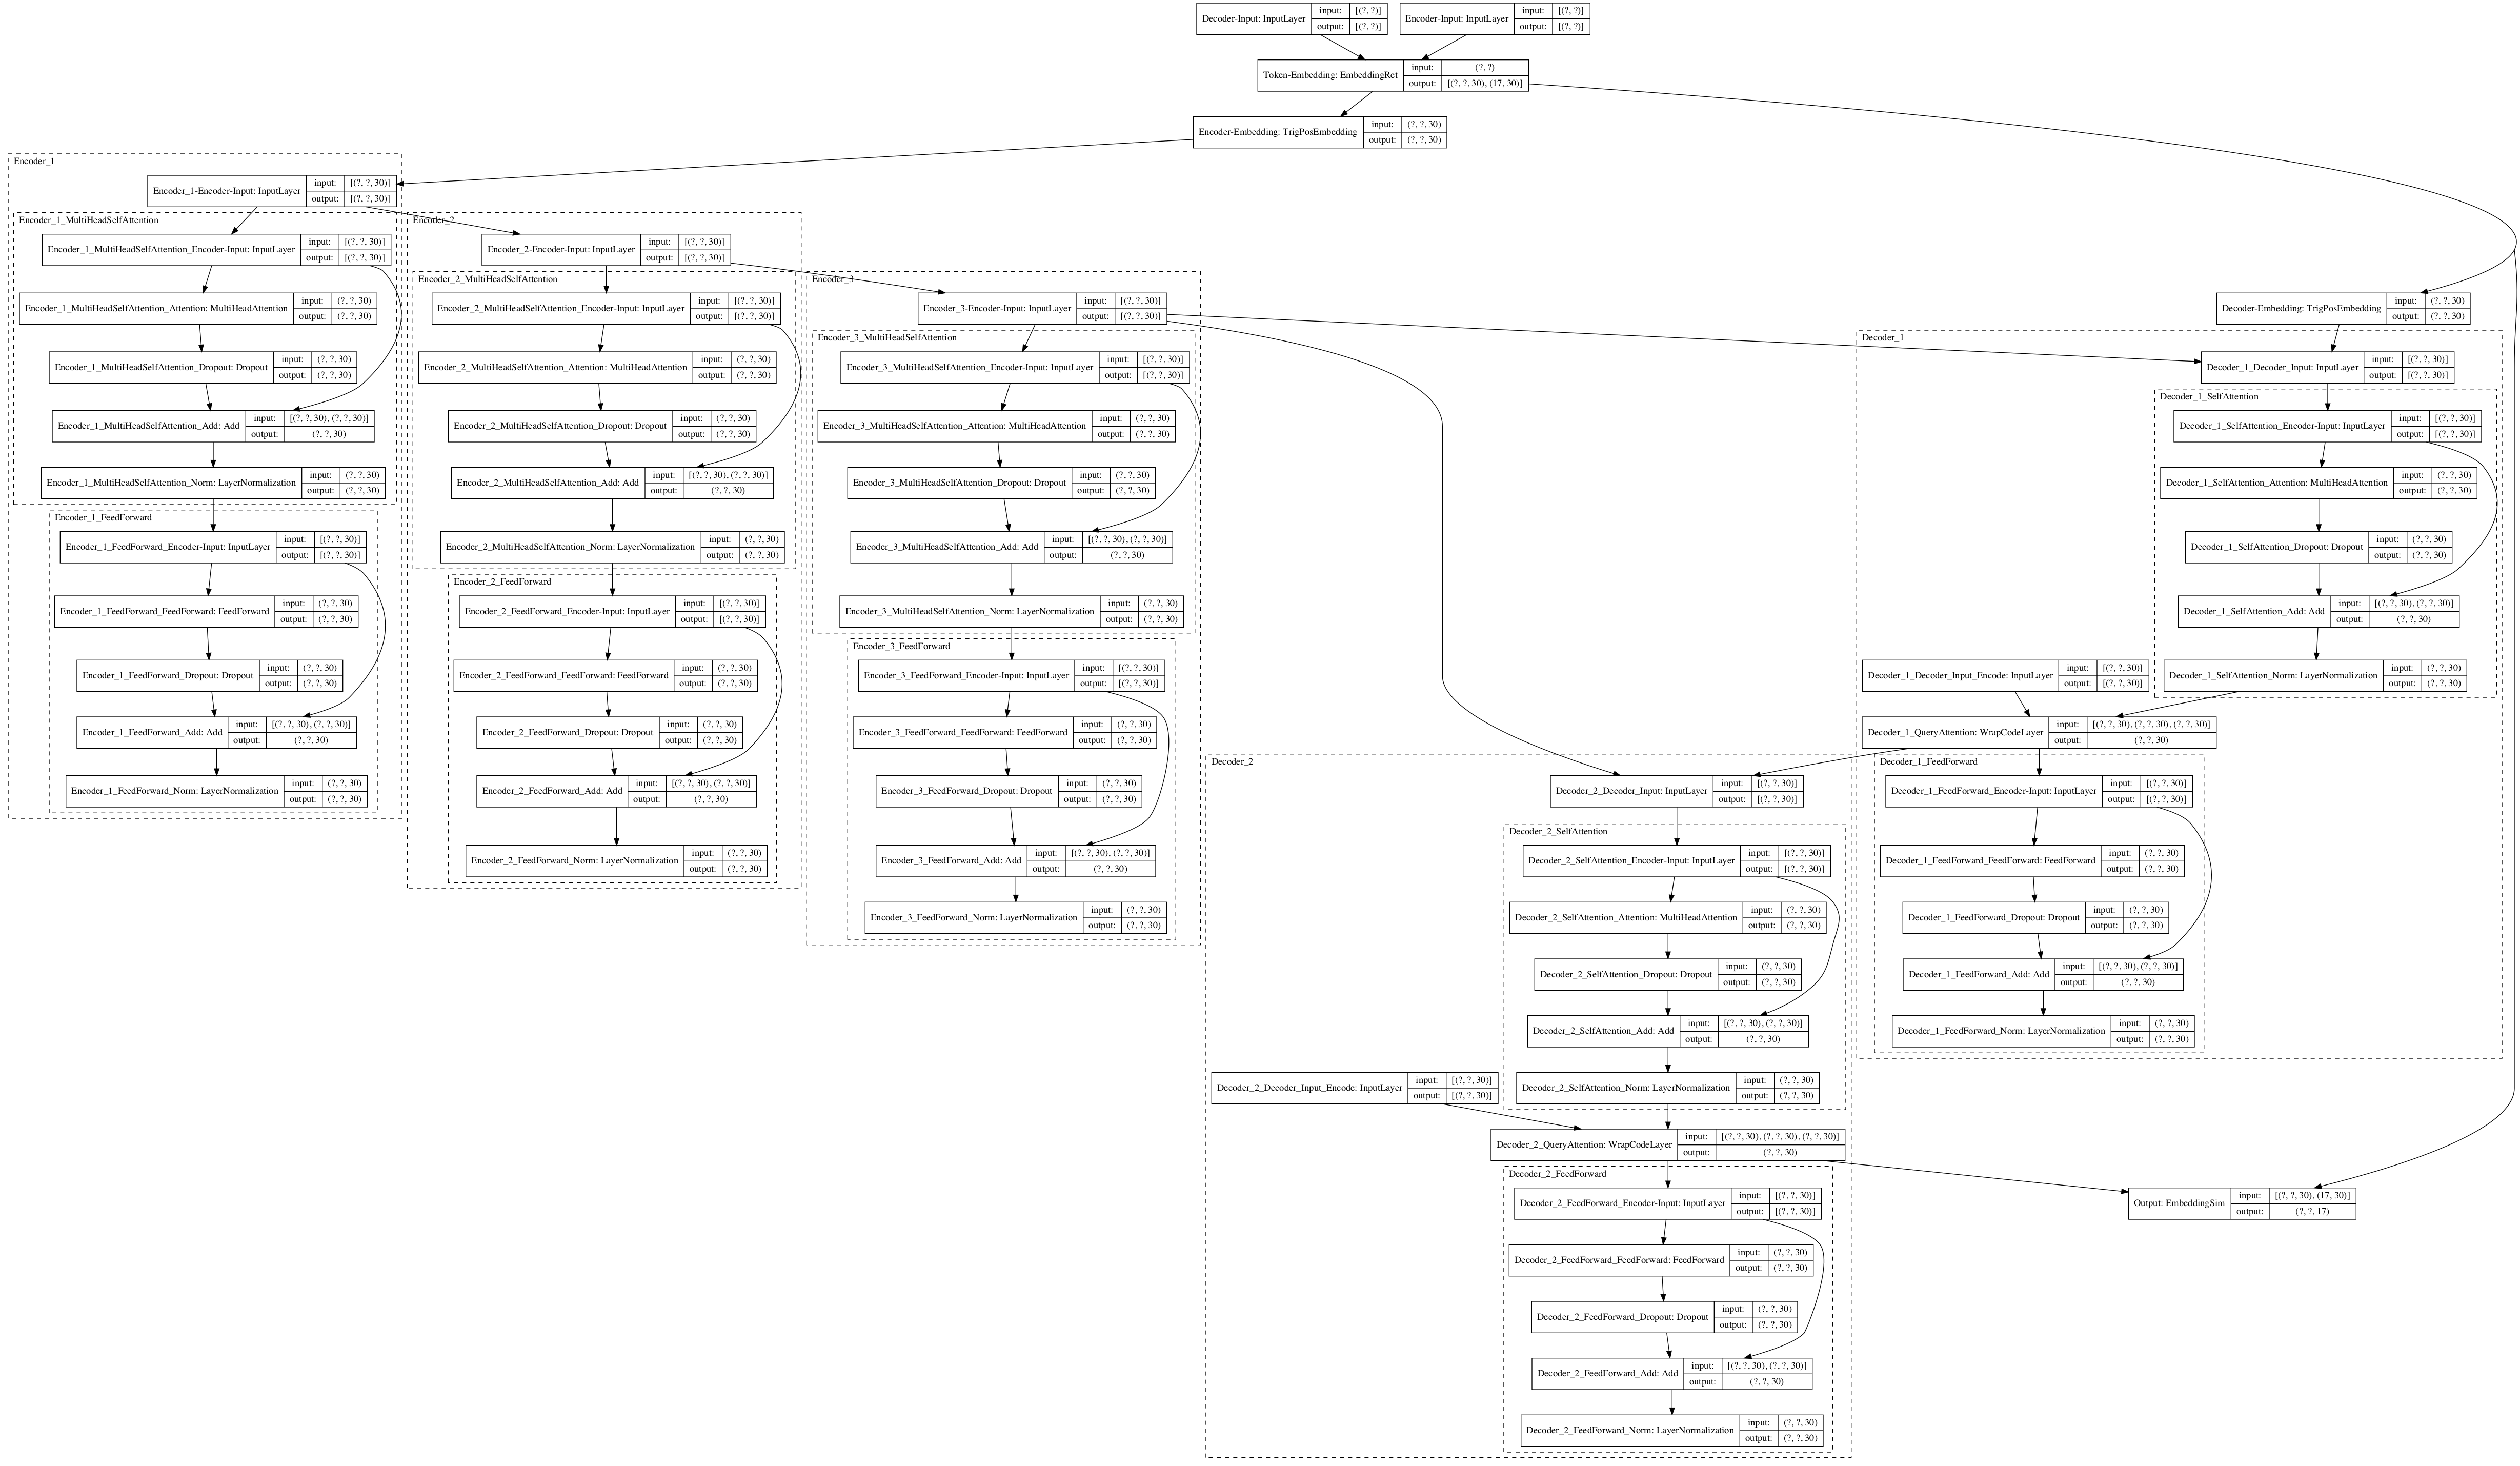 Decoder-Input: InputLayer
input: [(?, ?)]
output: [(?, ?)]
Encoder-Input: InputLayer
input: [(?, ?)]
output: [(?, ?)]
Token-Embedding: EmbeddingRet
input: (?, ?)
output: [(?, ?, 30), (17, 30)]
Encoder-Embedding: TrigPosEmbedding
input: (?, ?, 30)
output: (?, ?, 30)
Encoder_1
Encoder_1-Encoder-Input: InputLayer
input: [(?, ?, 30)]
output: [(?, ?, 30)]
Encoder_1_MultiHeadSelfAttention
Encoder_1_MultiHeadSelfAttention_Encoder-Input: InputLayer
input: [(?, ?, 30)]
output: [(?, ?, 30)]
Encoder_1_MultiHeadSelfAttention_Attention: MultiHeadAttention
input: (?, ?, 30)
output: (?, ?, 30)
Encoder_1_MultiHeadSelfAttention_Dropout: Dropout
input: (?, ?, 30)
output: (?, ?, 30)
Encoder_1_MultiHeadSelfAttention_Add: Add
input: [(?, ?, 30), (?, ?, 30)]
output: (?, ?, 30)
Encoder_1_MultiHeadSelfAttention_Norm: LayerNormalization
input: (?, ?, 30)
output: (?, ?, 30)
Encoder_1_FeedForward
Encoder_1_FeedForward_Encoder-Input: InputLayer
input: [(?, ?, 30)]
output: [(?, ?, 30)]
Encoder_1_FeedForward_FeedForward: FeedForward
input: (?, ?, 30)
output: (?, ?, 30)
Encoder_1_FeedForward_Dropout: Dropout
input: (?, ?, 30)
output: (?, ?, 30)
Encoder_1_FeedForward_Add: Add
input: [(?, ?, 30), (?, ?, 30)]
output: (?, ?, 30)
Encoder_1_FeedForward_Norm: LayerNormalization
input: (?, ?, 30)
output: (?, ?, 30)
Encoder_2
Encoder_2-Encoder-Input: InputLayer
input: [(?, ?, 30)]
output: [(?, ?, 30)]
Encoder_2_MultiHeadSelfAttention
Encoder_2_MultiHeadSelfAttention_Encoder-Input: InputLayer
input: [(?, ?, 30)]
output: [(?, ?, 30)]
Encoder_2_MultiHeadSelfAttention_Attention: MultiHeadAttention
input: (?, ?, 30)
output: (?, ?, 30)
Encoder_2_MultiHeadSelfAttention_Dropout: Dropout
input: (?, ?, 30)
output: (?, ?, 30)
Encoder_2_MultiHeadSelfAttention_Add: Add
input: [(?, ?, 30), (?, ?, 30)]
output: (?, ?, 30)
Encoder_2_MultiHeadSelfAttention_Norm: LayerNormalization
input: (?, ?, 30)
output: (?, ?, 30)
Encoder_2_FeedForward
Encoder_2_FeedForward_Encoder-Input: InputLayer
input: [(?, ?, 30)]
output: [(?, ?, 30)]
Encoder_2_FeedForward_FeedForward: FeedForward
input: (?, ?, 30)
output: (?, ?, 30)
Encoder_2_FeedForward_Dropout: Dropout
input: (?, ?, 30)
output: (?, ?, 30)
Encoder_2_FeedForward_Add: Add
input: [(?, ?, 30), (?, ?, 30)]
output: (?, ?, 30)
Encoder_2_FeedForward_Norm: LayerNormalization
input: (?, ?, 30)
output: (?, ?, 30)
Encoder_3
Encoder_3-Encoder-Input: InputLayer
input: [(?, ?, 30)]
output: [(?, ?, 30)]
Encoder_3_MultiHeadSelfAttention
Encoder_3_MultiHeadSelfAttention_Encoder-Input: InputLayer
input: [(?, ?, 30)]
output: [(?, ?, 30)]
Encoder_3_MultiHeadSelfAttention_Attention: MultiHeadAttention
input: (?, ?, 30)
output: (?, ?, 30)
Encoder_3_MultiHeadSelfAttention_Dropout: Dropout
input: (?, ?, 30)
output: (?, ?, 30)
Encoder_3_MultiHeadSelfAttention_Add: Add
input: [(?, ?, 30), (?, ?, 30)]
output: (?, ?, 30)
Encoder_3_MultiHeadSelfAttention_Norm: LayerNormalization
input: (?, ?, 30)
output: (?, ?, 30)
Encoder_3_FeedForward
Encoder_3_FeedForward_Encoder-Input: InputLayer
input: [(?, ?, 30)]
output: [(?, ?, 30)]
Encoder_3_FeedForward_FeedForward: FeedForward
input: (?, ?, 30)
output: (?, ?, 30)
Encoder_3_FeedForward_Dropout: Dropout
input: (?, ?, 30)
output: (?, ?, 30)
Encoder_3_FeedForward_Add: Add
input: [(?, ?, 30), (?, ?, 30)]
output: (?, ?, 30)
Encoder_3_FeedForward_Norm: LayerNormalization
input: (?, ?, 30)
output: (?, ?, 30)
Decoder-Embedding: TrigPosEmbedding
input: (?, ?, 30)
output: (?, ?, 30)
Decoder_1
Decoder_1_Decoder_Input: InputLayer
input: [(?, ?, 30)]
output: [(?, ?, 30)]
Decoder_1_SelfAttention
Decoder_1_SelfAttention_Encoder-Input: InputLayer
input: [(?, ?, 30)]
output: [(?, ?, 30)]
Decoder_1_SelfAttention_Attention: MultiHeadAttention
input: (?, ?, 30)
output: (?, ?, 30)
Decoder_1_SelfAttention_Dropout: Dropout
input: (?, ?, 30)
output: (?, ?, 30)
Decoder_1_SelfAttention_Add: Add
input: [(?, ?, 30), (?, ?, 30)]
output: (?, ?, 30)
Decoder_1_Decoder_Input_Encode: InputLayer
input: [(?, ?, 30)]
output: [(?, ?, 30)]
Decoder_1_SelfAttention_Norm: LayerNormalization
input: (?, ?, 30)
output: (?, ?, 30)
Decoder_1_QueryAttention: WrapCodeLayer
input: [(?, ?, 30), (?, ?, 30), (?, ?, 30)]
output: (?, ?, 30)
Decoder_1_FeedForward
Decoder_1_FeedForward_Encoder-Input: InputLayer
input: [(?, ?, 30)]
output: [(?, ?, 30)]
Decoder_1_FeedForward_FeedForward: FeedForward
input: (?, ?, 30)
output: (?, ?, 30)
Decoder_1_FeedForward_Dropout: Dropout
input: (?, ?, 30)
output: (?, ?, 30)
Decoder_1_FeedForward_Add: Add
input: [(?, ?, 30), (?, ?, 30)]
output: (?, ?, 30)
Decoder_1_FeedForward_Norm: LayerNormalization
input: (?, ?, 30)
output: (?, ?, 30)
Decoder_2
Decoder_2_Decoder_Input: InputLayer
input: [(?, ?, 30)]
output: [(?, ?, 30)]
Decoder_2_SelfAttention
Decoder_2_SelfAttention_Encoder-Input: InputLayer
input: [(?, ?, 30)]
output: [(?, ?, 30)]
Decoder_2_SelfAttention_Attention: MultiHeadAttention
input: (?, ?, 30)
output: (?, ?, 30)
Decoder_2_SelfAttention_Dropout: Dropout
input: (?, ?, 30)
output: (?, ?, 30)
Decoder_2_SelfAttention_Add: Add
input: [(?, ?, 30), (?, ?, 30)]
output: (?, ?, 30)
Decoder_2_Decoder_Input_Encode: InputLayer
input: [(?, ?, 30)]
output: [(?, ?, 30)]
Decoder_2_SelfAttention_Norm: LayerNormalization
input: (?, ?, 30)
output: (?, ?, 30)
Decoder_2_QueryAttention: WrapCodeLayer
input: [(?, ?, 30), (?, ?, 30), (?, ?, 30)]
output: (?, ?, 30)
Decoder_2_FeedForward
Decoder_2_FeedForward_Encoder-Input: InputLayer
input: [(?, ?, 30)]
output: [(?, ?, 30)]
Output: EmbeddingSim
input: [(?, ?, 30), (17, 30)]
output: (?, ?, 17)
Decoder_2_FeedForward_FeedForward: FeedForward
input: (?, ?, 30)
output: (?, ?, 30)
Decoder_2_FeedForward_Dropout: Dropout
input: (?, ?, 30)
output: (?, ?, 30)
Decoder_2_FeedForward_Add: Add
input: [(?, ?, 30), (?, ?, 30)]
output: (?, ?, 30)
Decoder_2_FeedForward_Norm: LayerNormalization
input: (?, ?, 30)
output: (?, ?, 30)